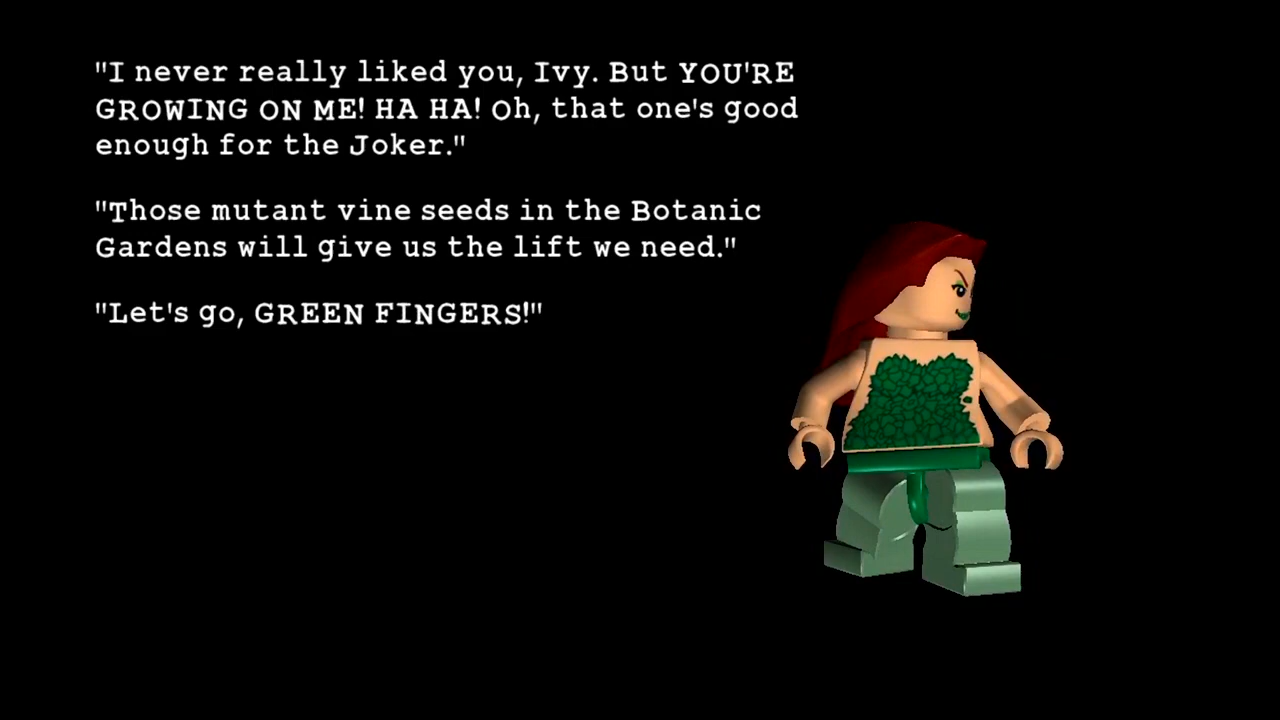 "I never really liked you, Ivy. But YOU'RE
GROWING ON ME! HA HA! Oh, that one's good
enough for the Joker."
"Those mutant vine seeds in the Botanic
Gardens will give us the lift we need."
"Let's go, GREEN FINGERS!"